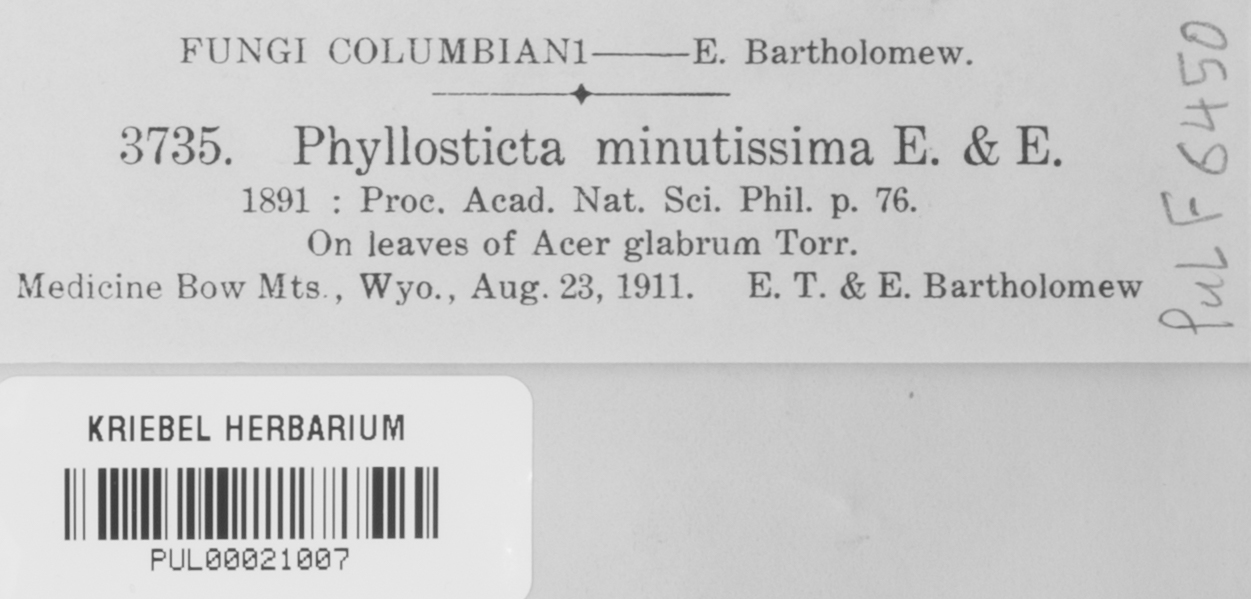 FUNGI COLUMBIAN1——E. Bartholomew.
3735. Phyllosticta minutissima E. & E.
1891 : Proc. Acad. Nat. Sci. Phil. p. 76.
On leaves of Acer glabrum Torr.
Medicine Bow Mts., Wyo., Aug. 23, 1911. E. T. & E. Bartholomew
PUL F 6450
KRIEBEL HERBARIUM
PUL00021007